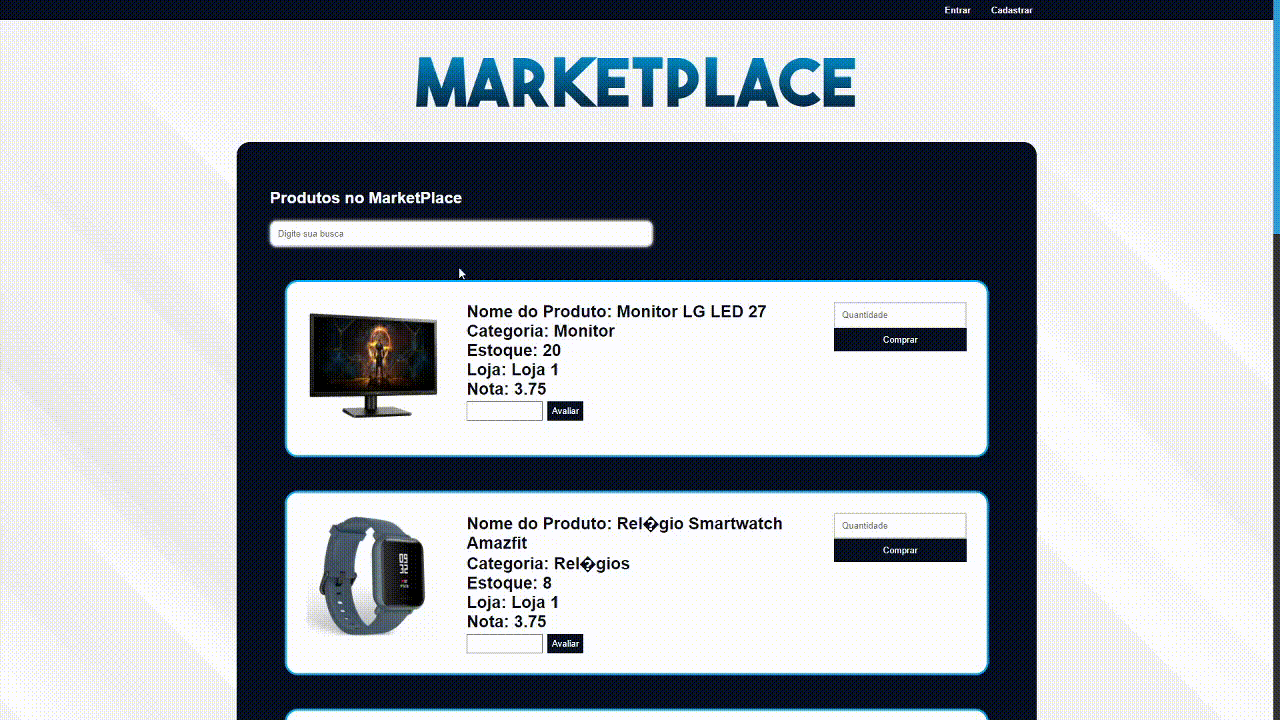 Entrar Cadastrar
MARKETPLACE
Produtos no MarketPlace
Digite sua busca
Nome do Produto: Monitor LG LED 27
Categoria: Monitor
Estoque: 20
Loja: Loja 1
Nota: 3.75
Avaliar
Quantidade
Comprar
Nome do Produto: Rel�gio Smartwatch
Amazfit
Categoria: Rel�gios
Estoque: 8
Loja: Loja 1
Nota: 3.75
Avaliar
Quantidade
Comprar